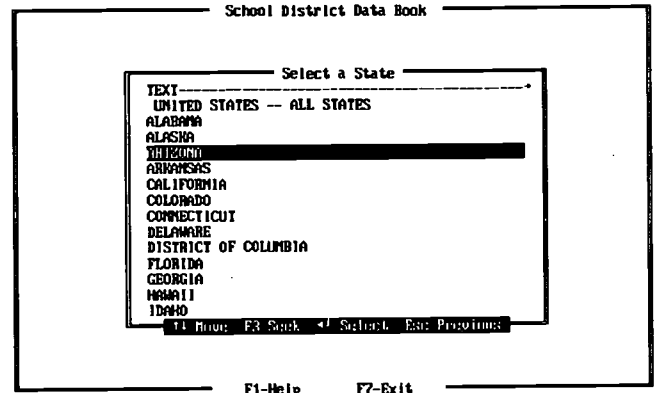 School District Data Book
Select a State
TEXT
UNITED STATES -- ALL STATES
ALABAMA
ALASKA
ARIZONA
ARKANSAS
CALIFORNIA
COLORADO
CONNECTICUT
DELAWARE
DISTRICT OF COLUMBIA
FLORIDA
GEORGIA
HAWAII
IDAHO
↑↓ Move F3 Seek ↵ Select Esc Previous
F1-Help F7-Exit